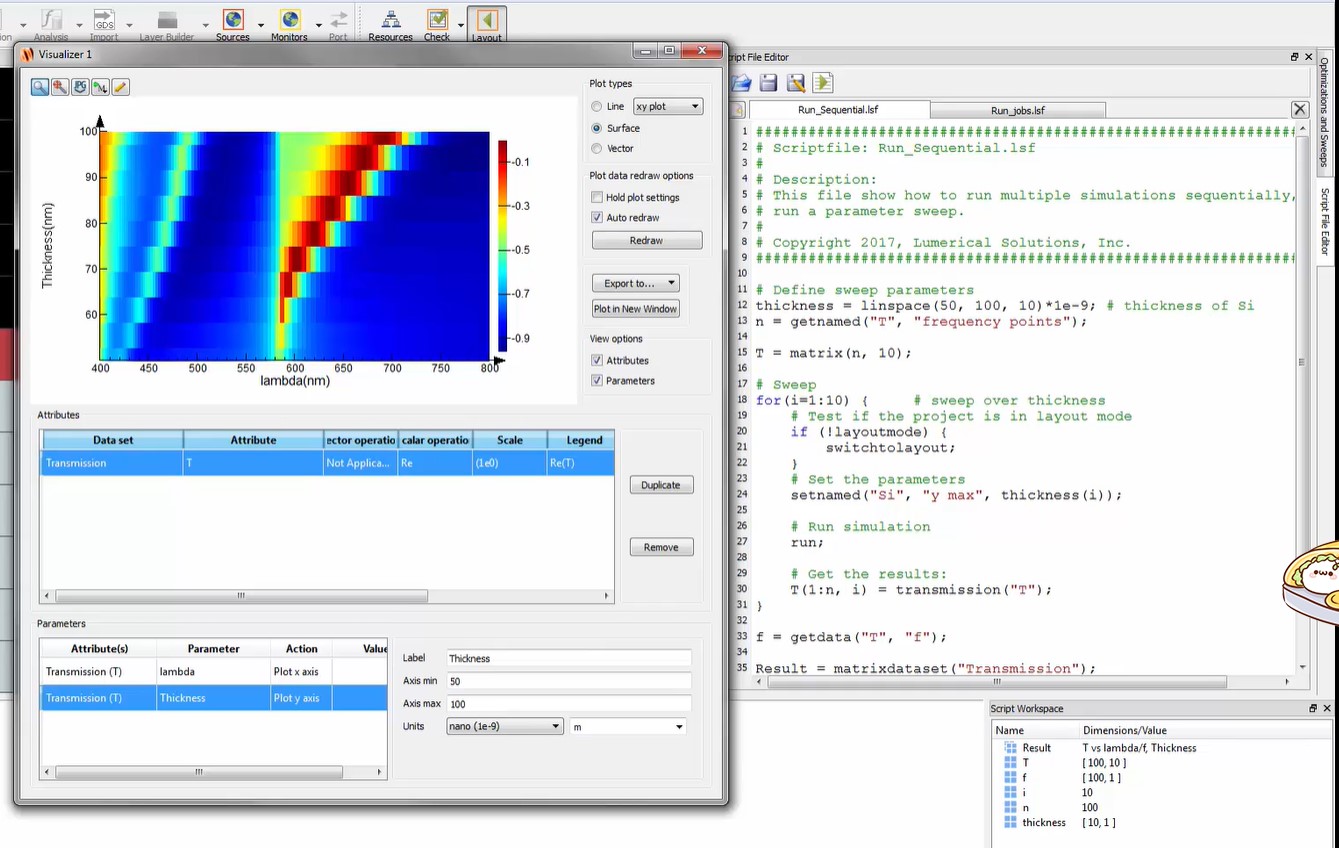 Analysis
Import
Layer Builder
Sources
Monitors
Port
Resources
Check
Layout
GDS
Visualizer 1
100
90
80
70
60
Thickness(nm)
400
450
500
550
600
650
700
750
800
lambda(nm)
-0.1
-0.3
-0.5
-0.7
-0.9
Plot types
Line
xy plot
Surface
Vector
Plot data redraw options
Hold plot settings
Auto redraw
Redraw
Export to...
Plot in New Window
View options
Attributes
Parameters
Attributes
Data set Attribute ector operatio calar operatio Scale Legend
Transmission T Not Applica... Re (1e0) Re(T)
Duplicate
Remove
Parameters
Attribute(s) Parameter Action Value
Transmission (T) lambda Plot x axis
Transmission (T) Thickness Plot y axis
Label Thickness
Axis min 50
Axis max 100
Units nano (1e-9) m
ript File Editor
Run_Sequential.lsf
Run_jobs.lsf
1 ##############################################################
2 # Scriptfile: Run_Sequential.lsf
3 #
4 # Description:
5 # This file show how to run multiple simulations sequentially,
6 # run a parameter sweep.
7 #
8 # Copyright 2017, Lumerical Solutions, Inc.
9 ##############################################################
10
11 # Define sweep parameters
12 thickness = linspace(50, 100, 10)*1e-9; # thickness of Si
13 n = getnamed("T", "frequency points");
14
15 T = matrix(n, 10);
16
17 # Sweep
18 for(i=1:10) { # sweep over thickness
19 # Test if the project is in layout mode
20 if (!layoutmode) {
21 switchtolayout;
22 }
23 # Set the parameters
24 setnamed("Si", "y max", thickness(i));
25
26 # Run simulation
27 run;
28
29 # Get the results:
30 T(1:n, i) = transmission("T");
31 }
32
33 f = getdata("T", "f");
34
35 Result = matrixdataset("Transmission");
Optimizations and Sweeps
Script File Editor
Script Workspace
Name Dimensions/Value
Result T vs lambda/f, Thickness
T [ 100, 10 ]
f [ 100, 1 ]
i 10
n 100
thickness [ 10, 1 ]